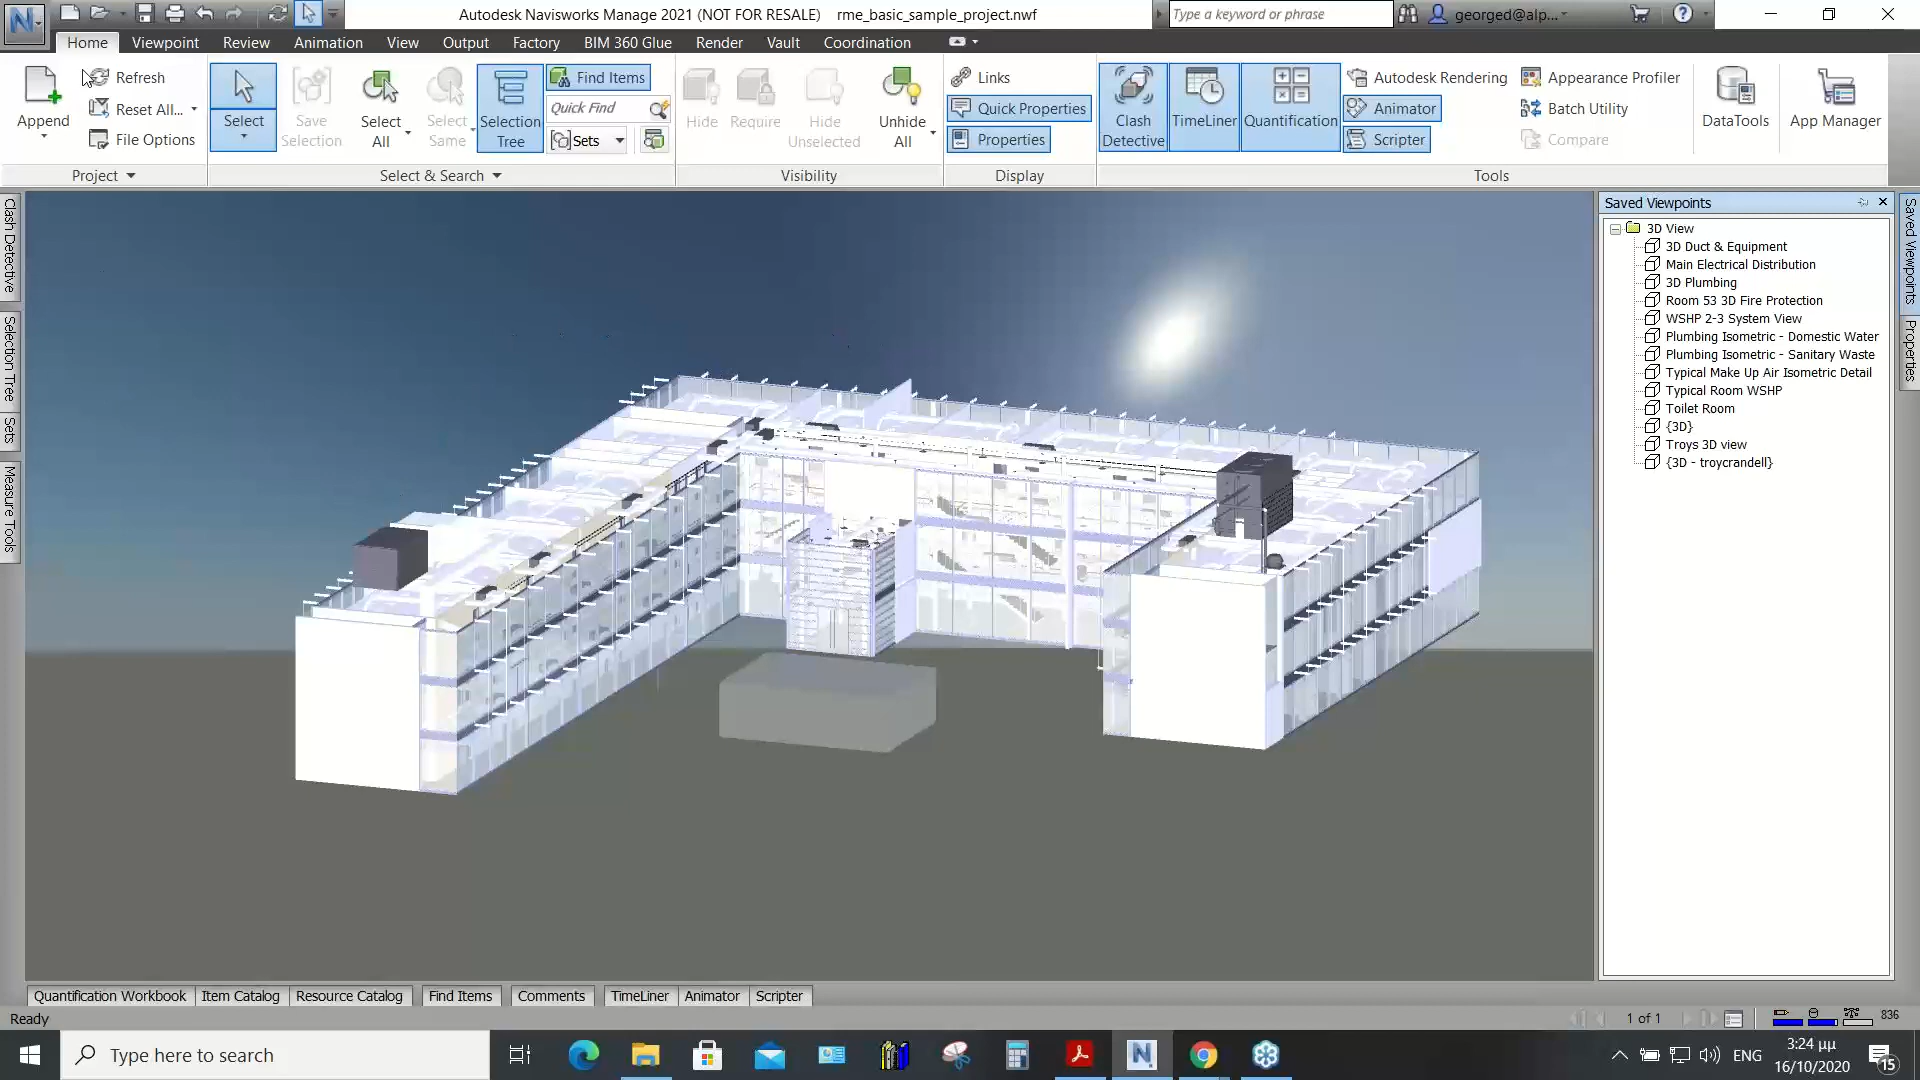 Autodesk Navisworks Manage 2021 (NOT FOR RESALE) rme_basic_sample_project.nwf
Type a keyword or phrase
georged@alp...
Home Viewpoint Review Animation View Output Factory BIM 360 Glue Render Vault Coordination
Append
Refresh
Reset All...
File Options
Project
Select
Save Selection
Select All
Select Same
Selection Tree
Find Items
Quick Find
Sets
Select & Search
Hide
Require
Hide Unselected
Unhide All
Visibility
Links
Quick Properties
Properties
Display
Clash Detective
TimeLiner
Quantification
Autodesk Rendering
Animator
Scripter
Appearance Profiler
Batch Utility
Compare
DataTools
App Manager
Tools
Clash Detective
Selection Tree
Sets
Measure Tools
Saved Viewpoints
3D View
3D Duct & Equipment
Main Electrical Distribution
3D Plumbing
Room 53 3D Fire Protection
WSHP 2-3 System View
Plumbing Isometric - Domestic Water
Plumbing Isometric - Sanitary Waste
Typical Make Up Air Isometric Detail
Typical Room WSHP
Toilet Room
{3D}
Troys 3D view
{3D - troycrandell}
Saved Viewpoints
Properties
Quantification Workbook Item Catalog Resource Catalog Find Items Comments TimeLiner Animator Scripter
Ready
1 of 1
836
Type here to search
ENG
3:24 μμ
16/10/2020
15